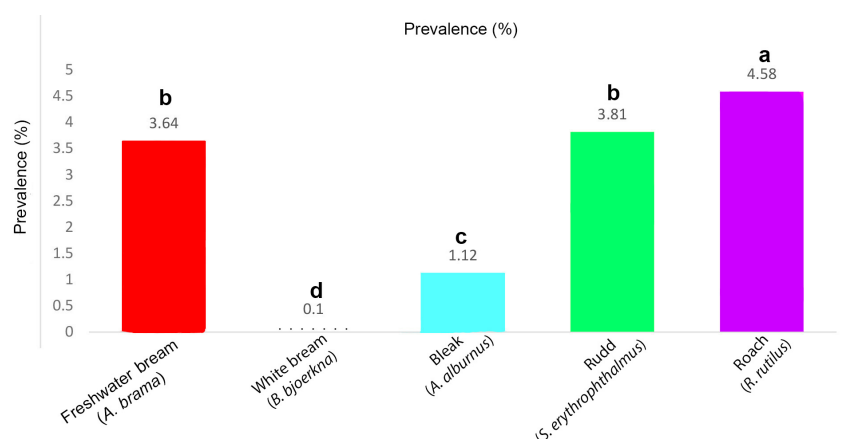 Prevalence (%)
Prevalence (%)
5
4.5
4
3.5
3
2.5
2
1.5
1
0.5
0
b
3.64
d
0.1
c
1.12
b
3.81
a
4.58
Freshwater bream
(A. brama)
White bream
(B. bjoerkna)
Bleak
(A. alburnus)
Rudd
(S. erythrophthalmus)
Roach
(R. rutilus)